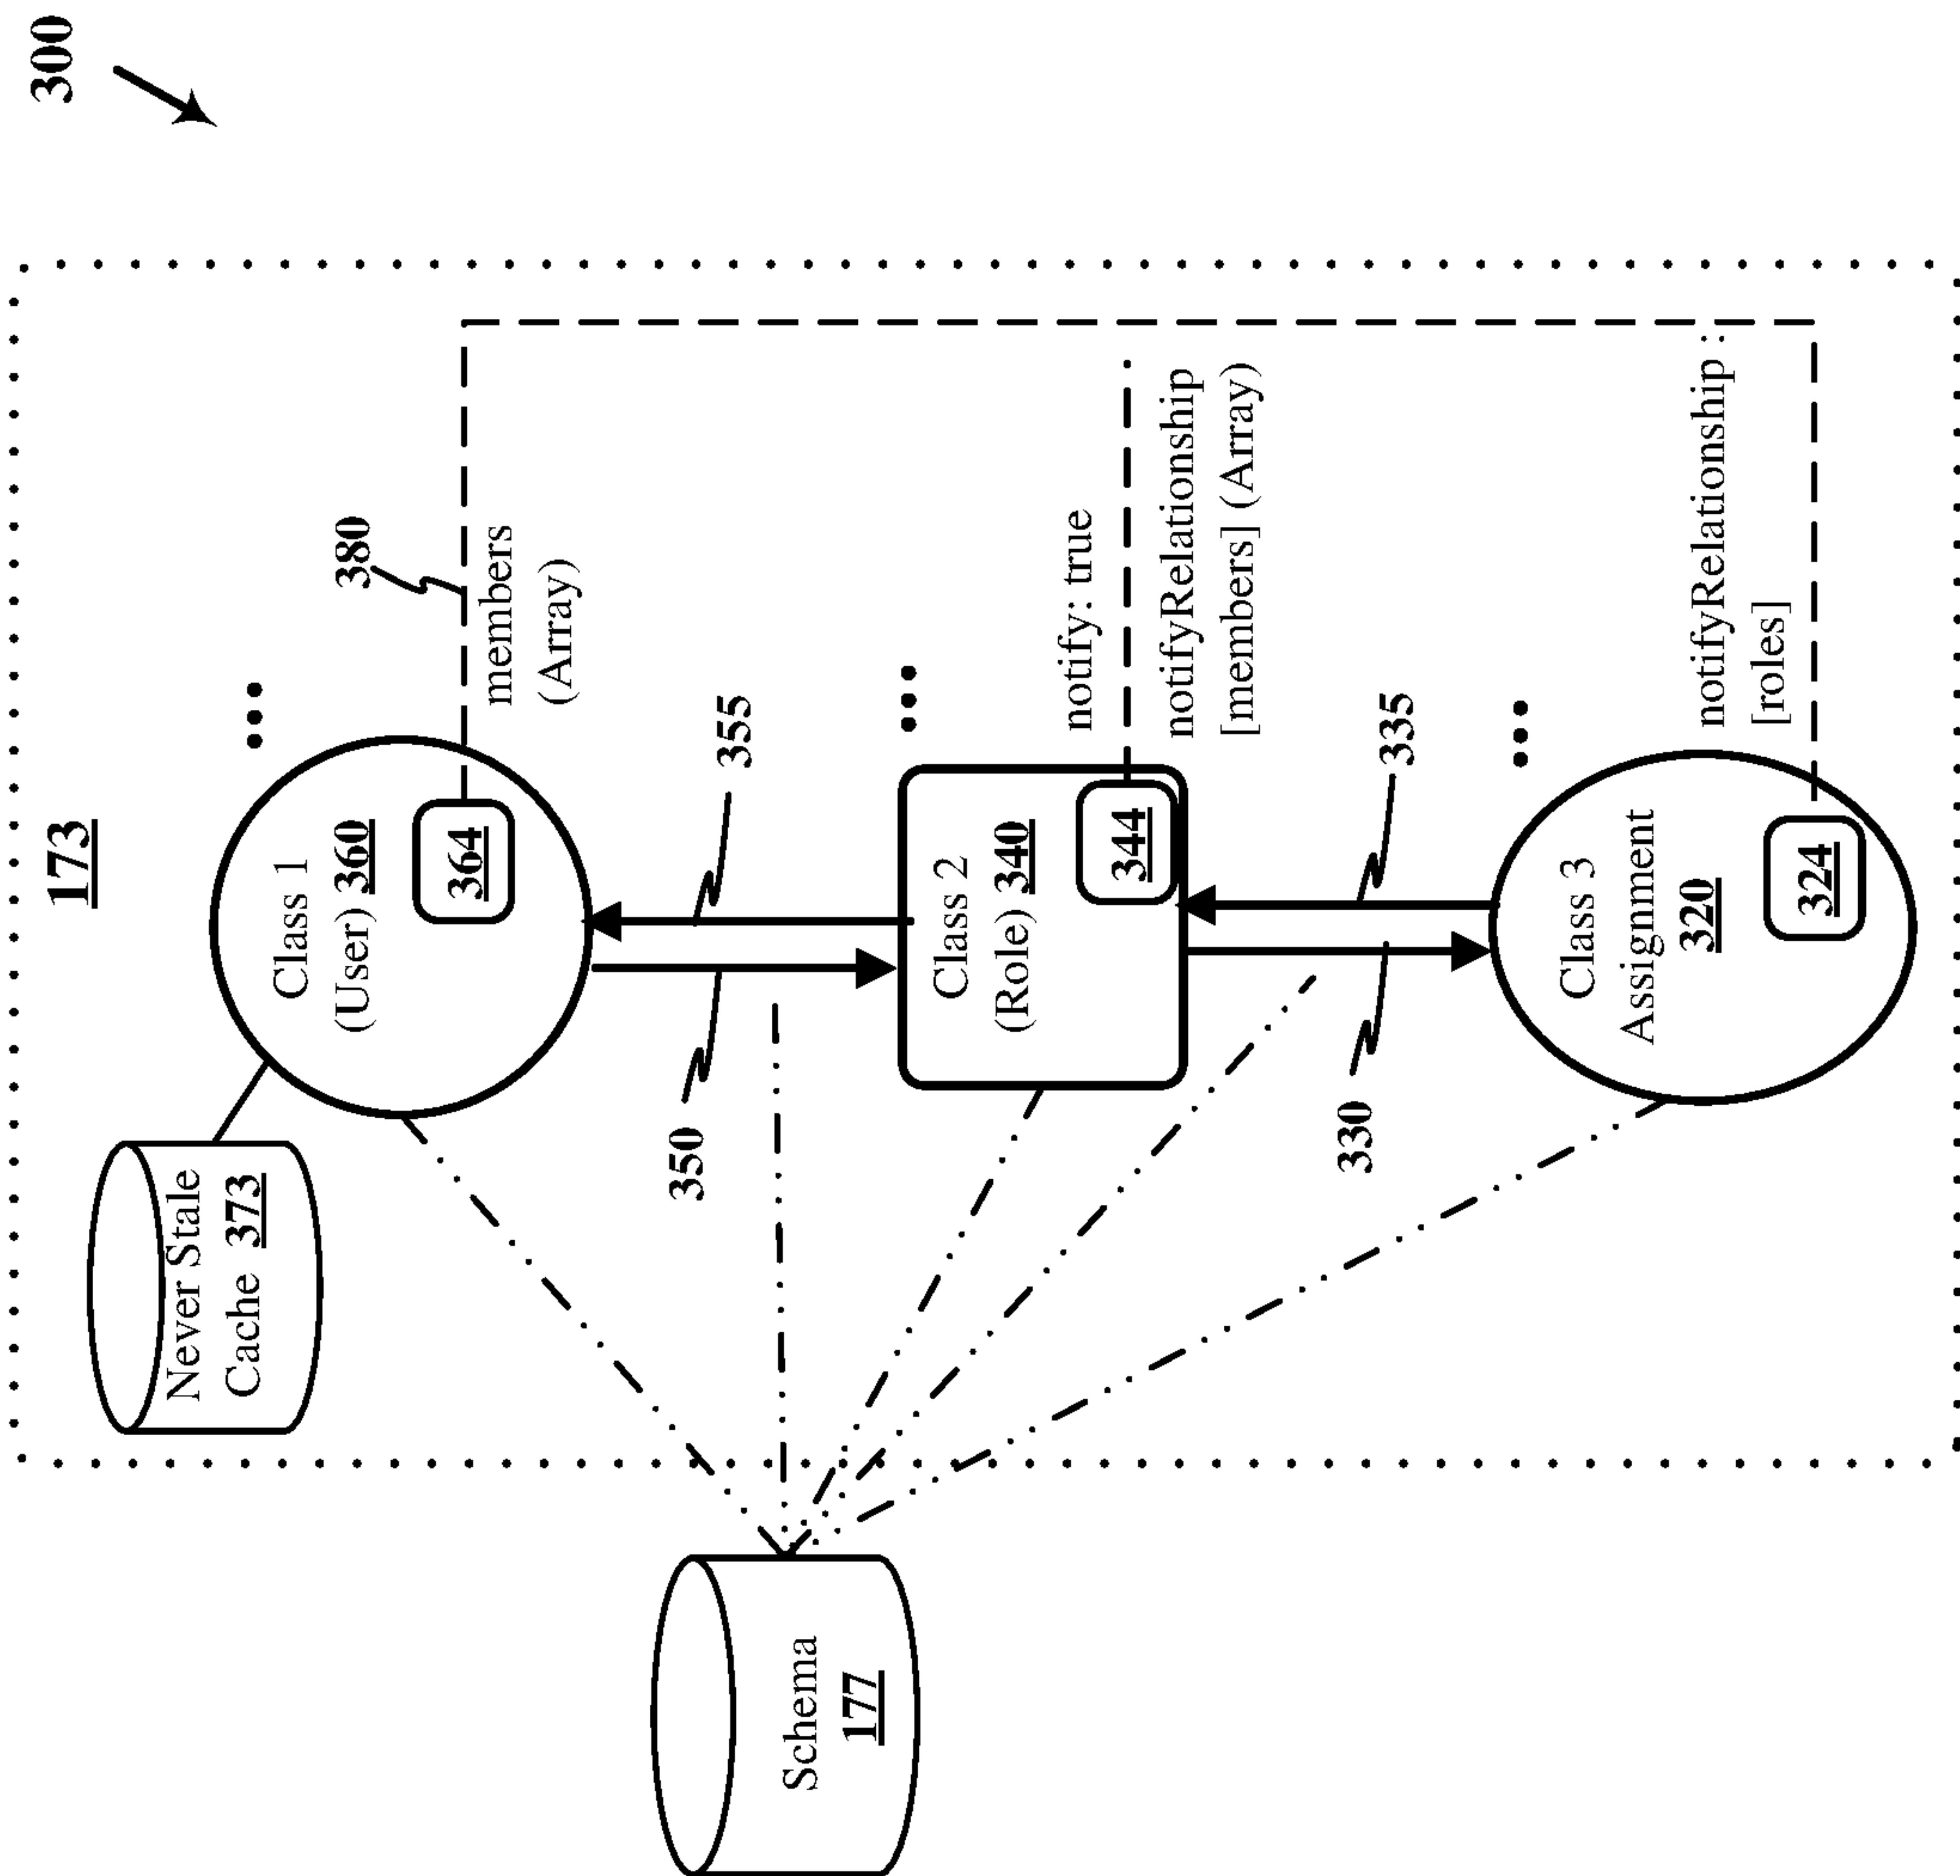 300
173
Never Stale
Cache 373
Class 1
(User) 360
364
380
members
(Array)
...
350
355
Schema
177
Class 2
(Role) 340
344
...
notify: true
notifyRelationship
[members] (Array)
330
335
Class 3
Assignment
320
324
...
notifyRelationship :
[roles]